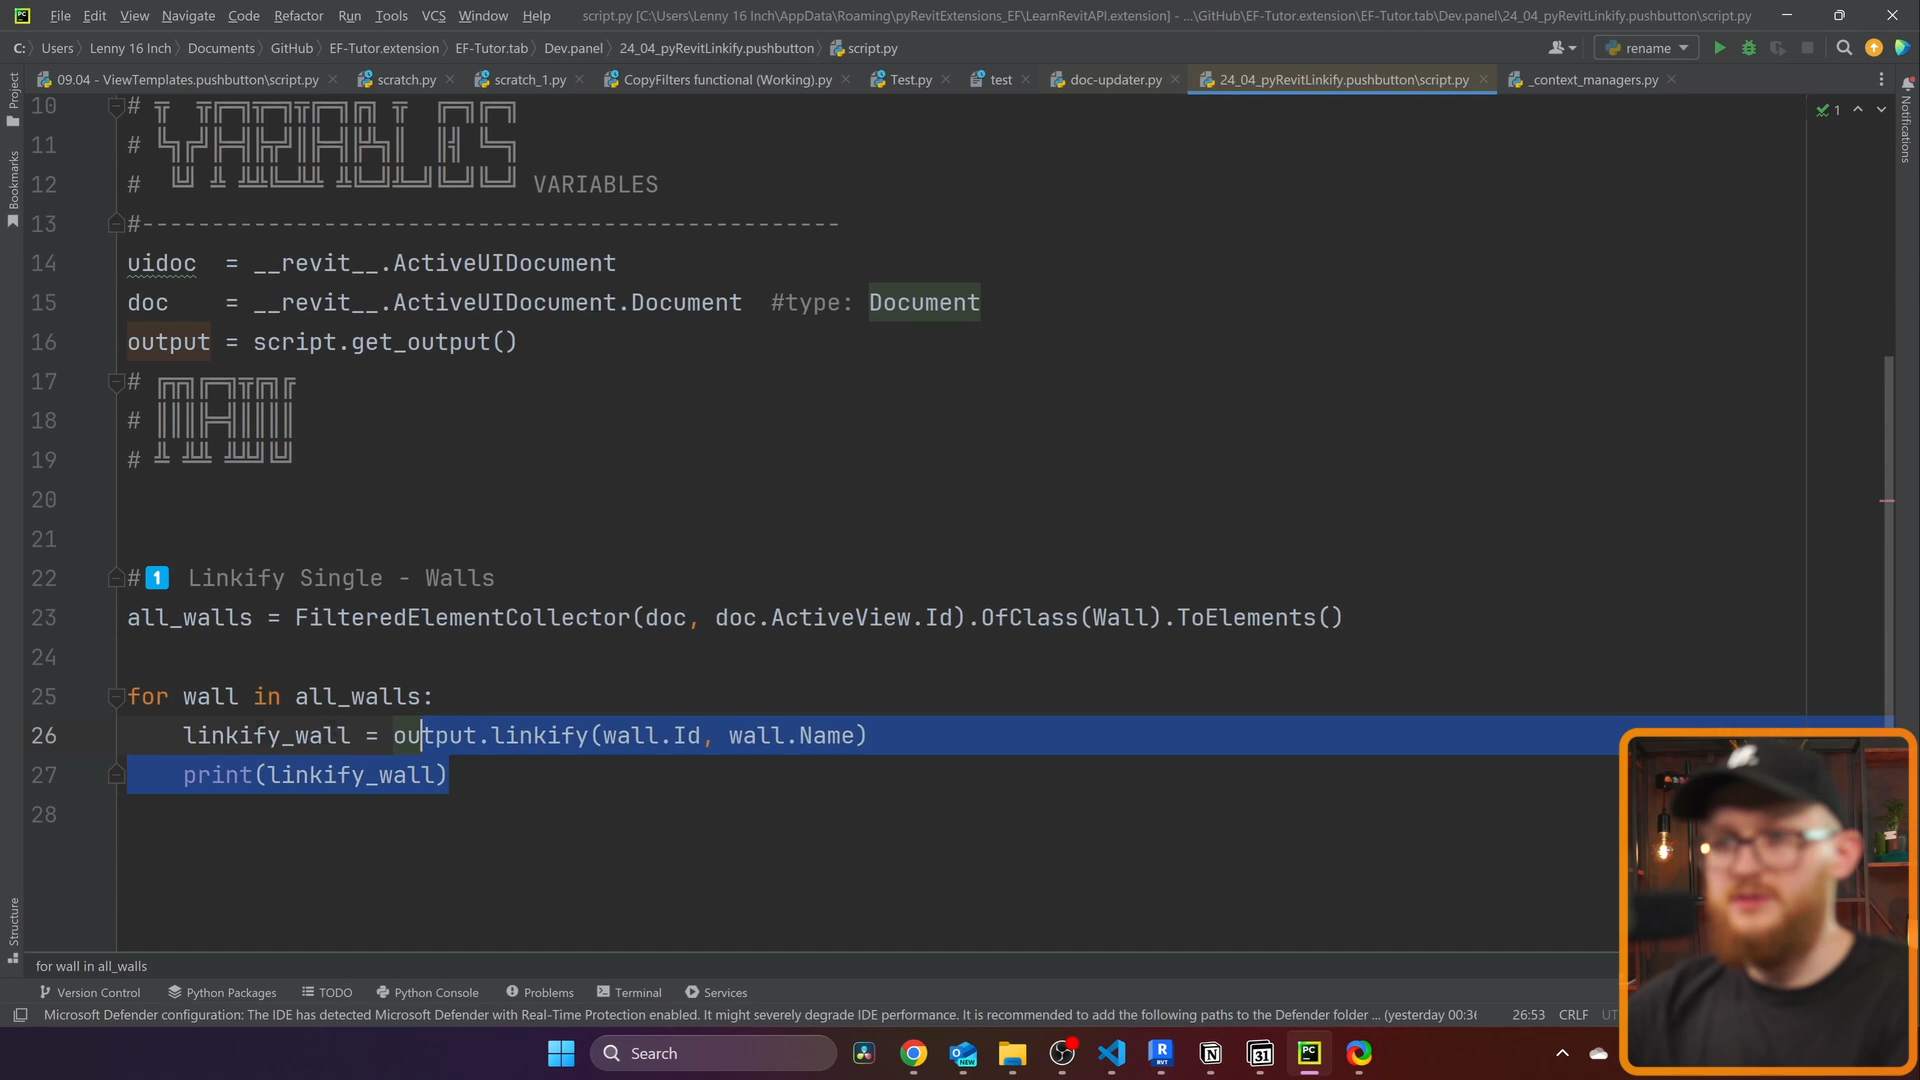 File Edit View Navigate Code Refactor Run Tools VCS Window Help script.py [C:\Users\Lenny 16 Inch\AppData\Roaming\pyRevitExtensions_EF\LearnRevitAPI.extension] - ...\GitHub\EF-Tutor.extension\EF-Tutor.tab\Dev.panel\24_04_pyRevitLinkify.pushbutton\script.py
C: Users Lenny 16 Inch Documents GitHub EF-Tutor.extension EF-Tutor.tab Dev.panel 24_04_pyRevitLinkify.pushbutton script.py rename
09.04 - ViewTemplates.pushbutton\script.py scratch.py scratch_1.py CopyFilters functional (Working).py Test.py test doc-updater.py 24_04_pyRevitLinkify.pushbutton\script.py _context_managers.py
Project
Bookmarks
Structure
Notifications
1
10 #
11 #
12 # VARIABLES
13 #--------------------------------------------------
14 uidoc = __revit__.ActiveUIDocument
15 doc = __revit__.ActiveUIDocument.Document #type: Document
16 output = script.get_output()
17 #
18 #
19 #
20
21
22 #1️⃣ Linkify Single - Walls
23 all_walls = FilteredElementCollector(doc, doc.ActiveView.Id).OfClass(Wall).ToElements()
24
25 for wall in all_walls:
26 linkify_wall = output.linkify(wall.Id, wall.Name)
27 print(linkify_wall)
28
for wall in all_walls
Version Control Python Packages TODO Python Console Problems Terminal Services
Microsoft Defender configuration: The IDE has detected Microsoft Defender with Real-Time Protection enabled. It might severely degrade IDE performance. It is recommended to add the following paths to the Defender folder ... (yesterday 00:36 26:53 CRLF UT
Search
NEW
R
RVT
N
31
PC